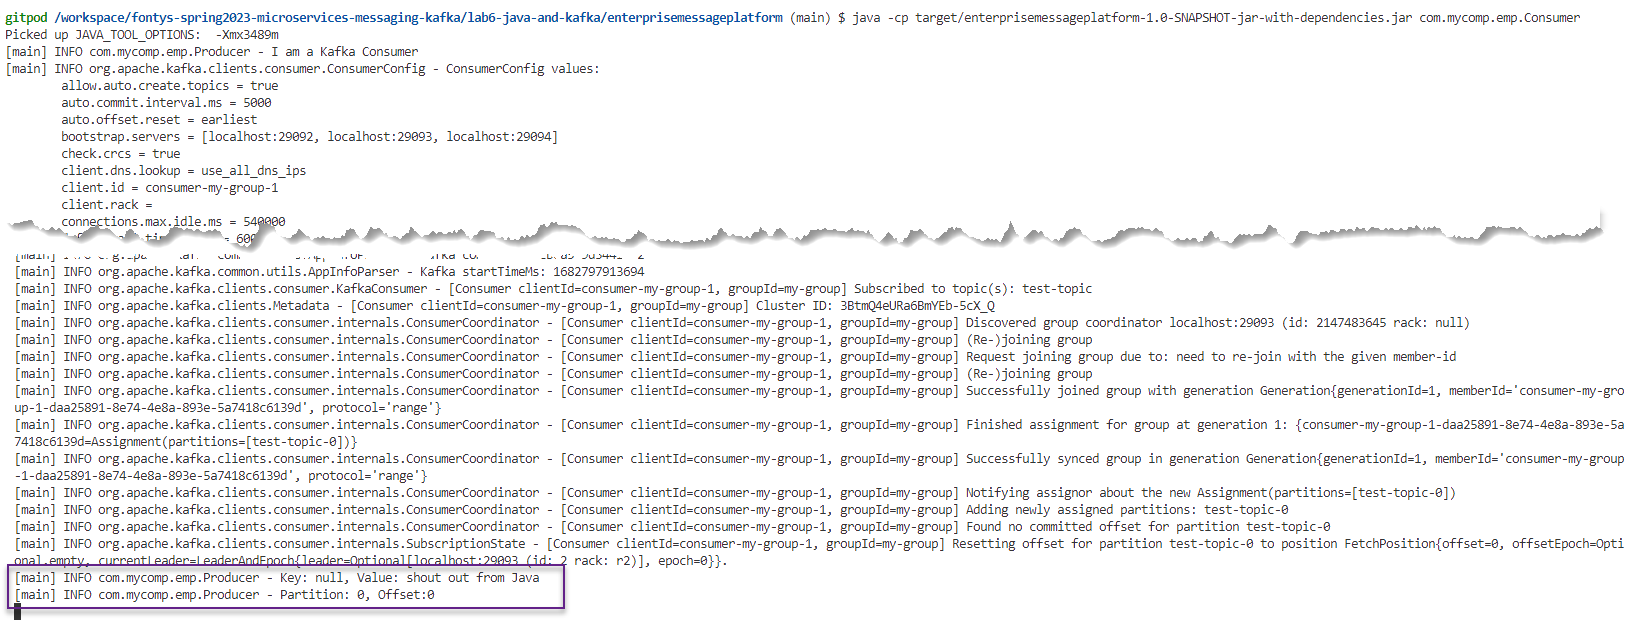 gitpod /workspace/fontys-spring2023-microservices-messaging-kafka/lab6-java-and-kafka/enterprisemessageplatform (main) $ java -cp target/enterprisemessageplatform-1.0-SNAPSHOT-jar-with-dependencies.jar com.mycomp.emp.Consumer
Picked up JAVA_TOOL_OPTIONS:  -Xmx3489m
[main] INFO com.mycomp.emp.Producer - I am a Kafka Consumer
[main] INFO org.apache.kafka.clients.consumer.ConsumerConfig - ConsumerConfig values:
allow.auto.create.topics = true
auto.commit.interval.ms = 5000
auto.offset.reset = earliest
bootstrap.servers = [localhost:29092, localhost:29093, localhost:29094]
check.crcs = true
client.dns.lookup = use_all_dns_ips
client.id = consumer-my-group-1
client.rack =
connections.max.idle.ms = 540000
[main] INFO org.apache.kafka.common.utils.AppInfoParser - Kafka startTimeMs: 1682797913694
[main] INFO org.apache.kafka.clients.consumer.KafkaConsumer - [Consumer clientId=consumer-my-group-1, groupId=my-group] Subscribed to topic(s): test-topic
[main] INFO org.apache.kafka.clients.Metadata - [Consumer clientId=consumer-my-group-1, groupId=my-group] Cluster ID: 3BtmQ4eURa6BmYEb-5cX_Q
[main] INFO org.apache.kafka.clients.consumer.internals.ConsumerCoordinator - [Consumer clientId=consumer-my-group-1, groupId=my-group] Discovered group coordinator localhost:29093 (id: 2147483645 rack: null)
[main] INFO org.apache.kafka.clients.consumer.internals.ConsumerCoordinator - [Consumer clientId=consumer-my-group-1, groupId=my-group] (Re-)joining group
[main] INFO org.apache.kafka.clients.consumer.internals.ConsumerCoordinator - [Consumer clientId=consumer-my-group-1, groupId=my-group] Request joining group due to: need to re-join with the given member-id
[main] INFO org.apache.kafka.clients.consumer.internals.ConsumerCoordinator - [Consumer clientId=consumer-my-group-1, groupId=my-group] (Re-)joining group
[main] INFO org.apache.kafka.clients.consumer.internals.ConsumerCoordinator - [Consumer clientId=consumer-my-group-1, groupId=my-group] Successfully joined group with generation Generation{generationId=1, memberId='consumer-my-gro
up-1-daa25891-8e74-4e8a-893e-5a7418c6139d', protocol='range'}
[main] INFO org.apache.kafka.clients.consumer.internals.ConsumerCoordinator - [Consumer clientId=consumer-my-group-1, groupId=my-group] Finished assignment for group at generation 1: {consumer-my-group-1-daa25891-8e74-4e8a-893e-5a
7418c6139d=Assignment(partitions=[test-topic-0])}
[main] INFO org.apache.kafka.clients.consumer.internals.ConsumerCoordinator - [Consumer clientId=consumer-my-group-1, groupId=my-group] Successfully synced group in generation Generation{generationId=1, memberId='consumer-my-group
-1-daa25891-8e74-4e8a-893e-5a7418c6139d', protocol='range'}
[main] INFO org.apache.kafka.clients.consumer.internals.ConsumerCoordinator - [Consumer clientId=consumer-my-group-1, groupId=my-group] Notifying assignor about the new Assignment(partitions=[test-topic-0])
[main] INFO org.apache.kafka.clients.consumer.internals.ConsumerCoordinator - [Consumer clientId=consumer-my-group-1, groupId=my-group] Adding newly assigned partitions: test-topic-0
[main] INFO org.apache.kafka.clients.consumer.internals.ConsumerCoordinator - [Consumer clientId=consumer-my-group-1, groupId=my-group] Found no committed offset for partition test-topic-0
[main] INFO org.apache.kafka.clients.consumer.internals.SubscriptionState - [Consumer clientId=consumer-my-group-1, groupId=my-group] Resetting offset for partition test-topic-0 to position FetchPosition{offset=0, offsetEpoch=Opti
onal.empty, currentLeader=LeaderAndEpoch{leader=Optional[localhost:29093 (id: 2 rack: r2)], epoch=0}}.
[main] INFO com.mycomp.emp.Producer - Key: null, Value: shout out from Java
[main] INFO com.mycomp.emp.Producer - Partition: 0, Offset:0